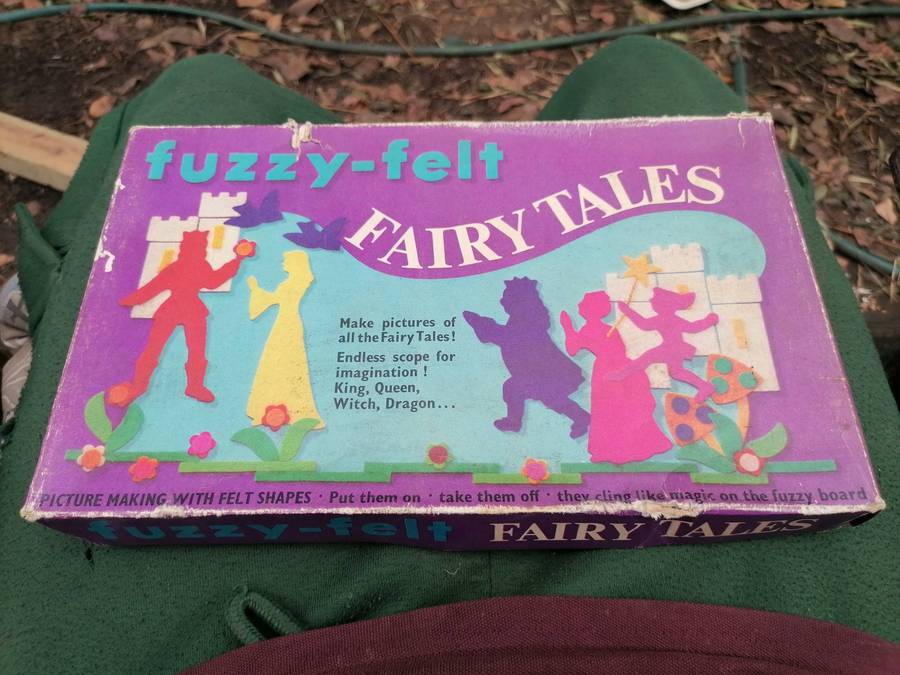 fuzzy-felt
FAIRY TALES
Make pictures of
all the Fairy Tales!
Endless scope for
imagination !
King, Queen,
Witch, Dragon...
PICTURE MAKING WITH FELT SHAPES · Put them on · take them off · they cling like magic on the fuzzy board
fuzzy-felt FAIRY TALES